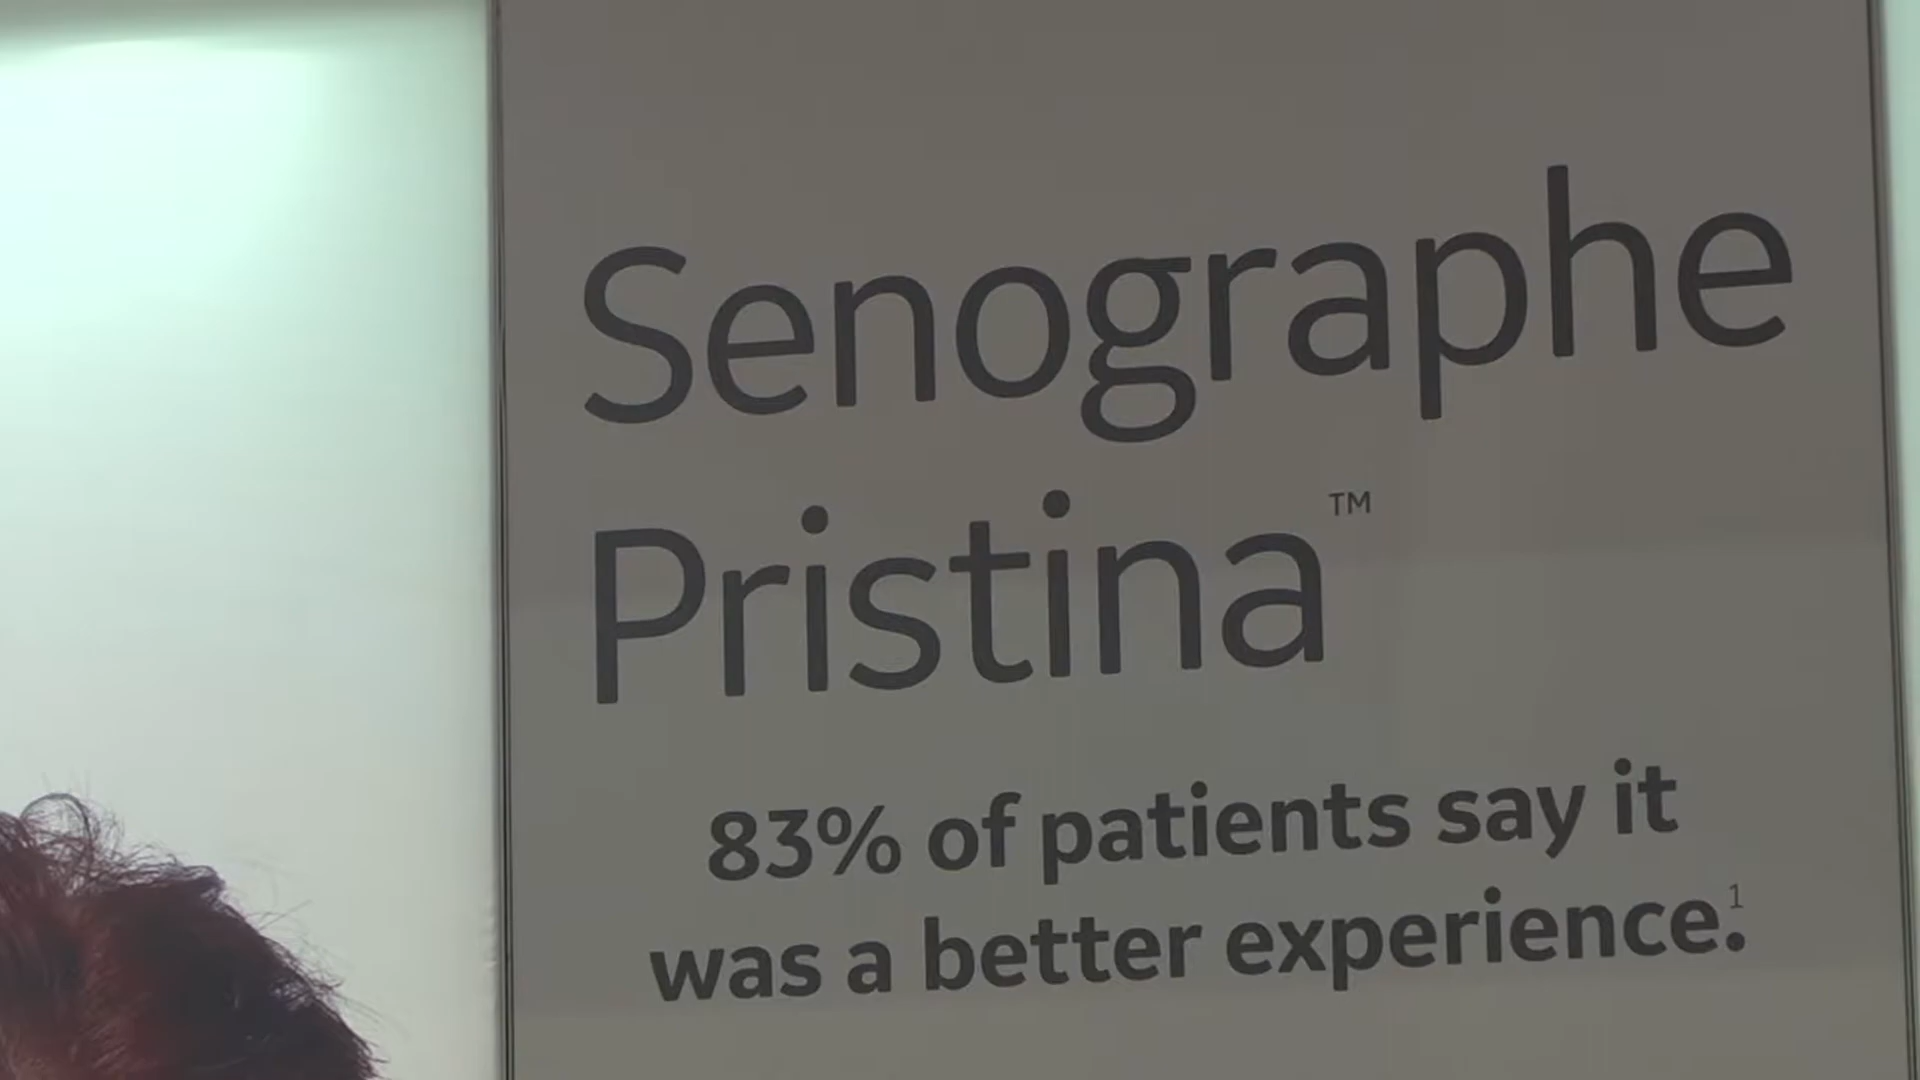 Senographe
Pristina™
83% of patients say it
was a better experience.¹